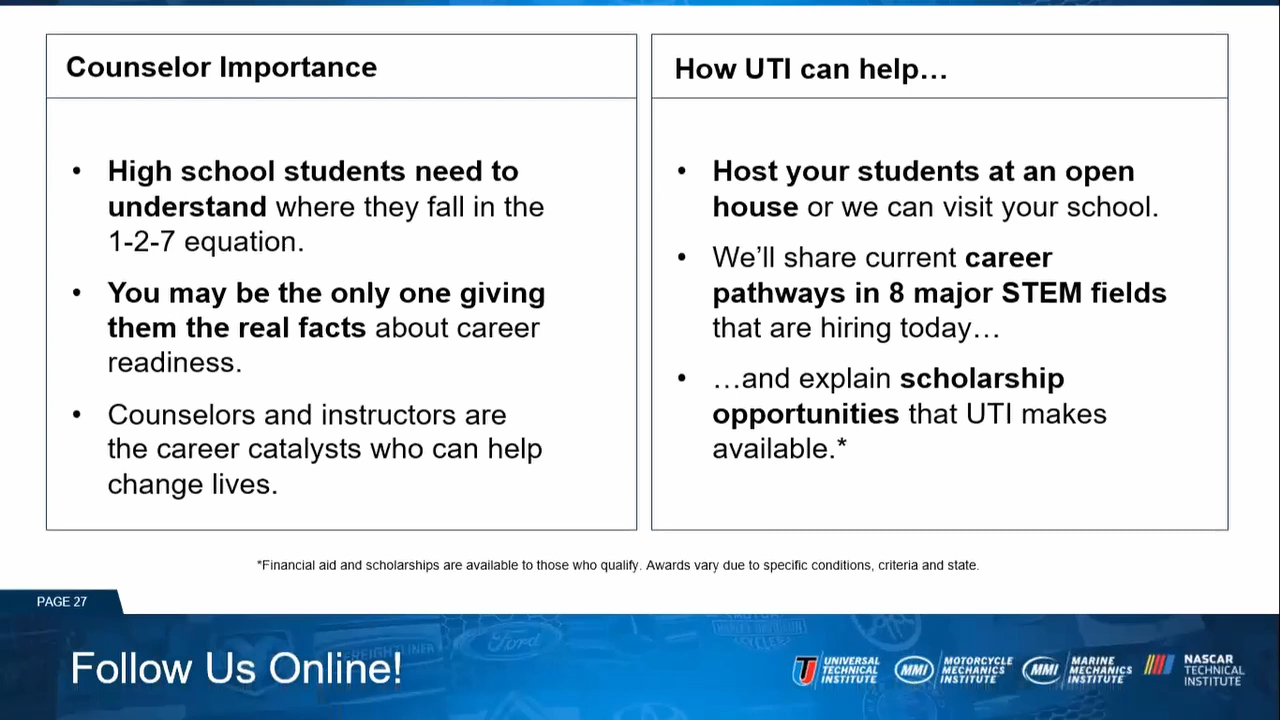 Counselor Importance
• High school students need to
understand where they fall in the
1-2-7 equation.
• You may be the only one giving
them the real facts about career
readiness.
• Counselors and instructors are
the career catalysts who can help
change lives.
How UTI can help…
• Host your students at an open
house or we can visit your school.
• We’ll share current career
pathways in 8 major STEM fields
that are hiring today…
• …and explain scholarship
opportunities that UTI makes
available.*
*Financial aid and scholarships are available to those who qualify. Awards vary due to specific conditions, criteria and state.
PAGE 27
FREIGHTLINER
Ford
Follow Us Online!
UNIVERSAL
TECHNICAL
INSTITUTE
MMI
MOTORCYCLE
MECHANICS
INSTITUTE
MMI
MARINE
MECHANICS
INSTITUTE
NASCAR
TECHNICAL
INSTITUTE